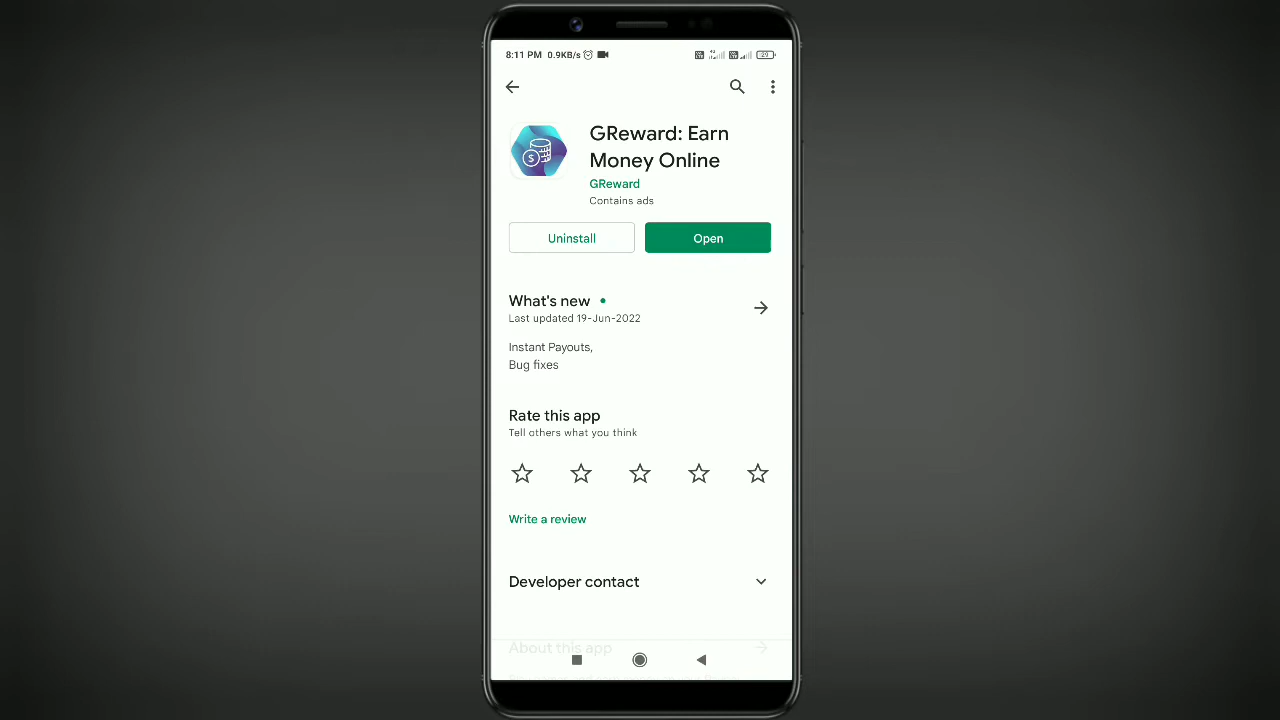 8:11 PM 0.9KB/s
GReward: Earn
Money Online
GReward
Contains ads
Uninstall
Open
What's new
Last updated 19-Jun-2022
Instant Payouts,
Bug fixes
Rate this app
Tell others what you think
Write a review
Developer contact
About this app